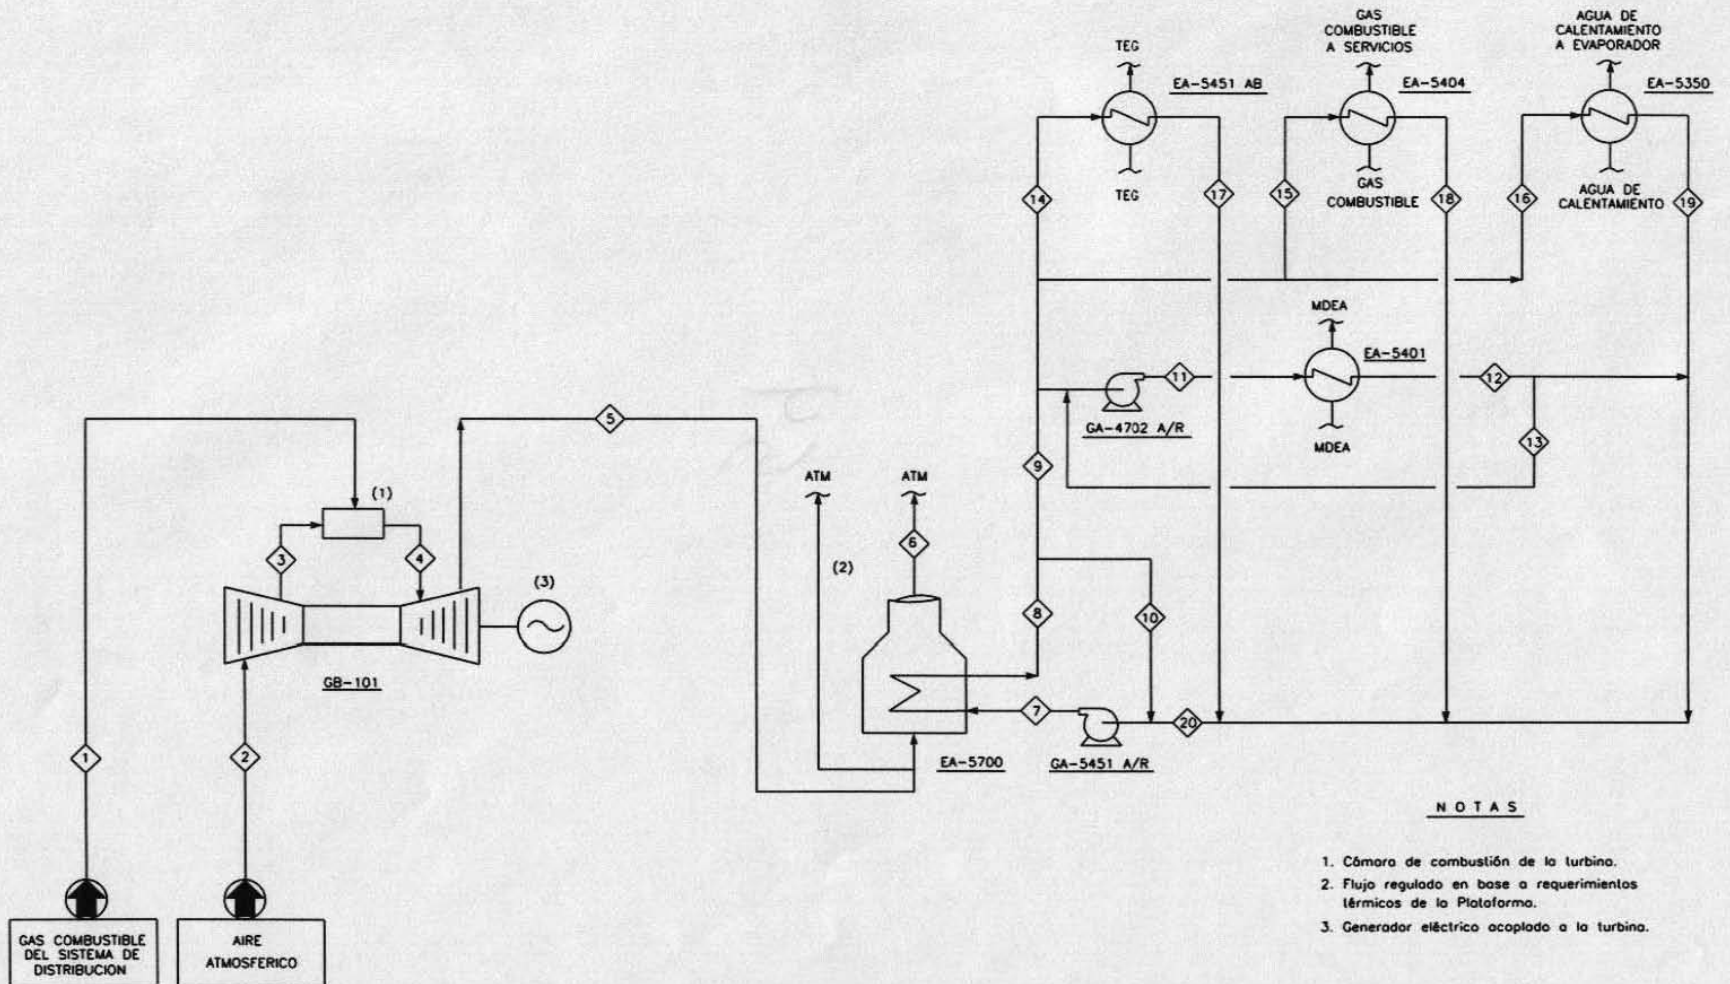 GAS
COMBUSTIBLE
A SERVICIOS
AGUA DE
CALENTAMIENTO
A EVAPORADOR
TEG
EA-5451 AB
EA-5404
EA-5350
TEG
GAS
COMBUSTIBLE
AGUA DE
CALENTAMIENTO
14
17
15
18
16
19
MDEA
EA-5401
11
12
GA-4702 A/R
MDEA
13
5
9
ATM
ATM
(1)
3
4
6
(2)
(3)
8
10
GB-101
7
20
EA-5700
GA-5451 A/R
1
2
NOTAS
1. Cámara de combustión de la turbina.
2. Flujo regulado en base a requerimientos
térmicos de la Plataforma.
3. Generador eléctrico acoplado a la turbina.
GAS COMBUSTIBLE
DEL SISTEMA DE
DISTRIBUCION
AIRE
ATMOSFERICO